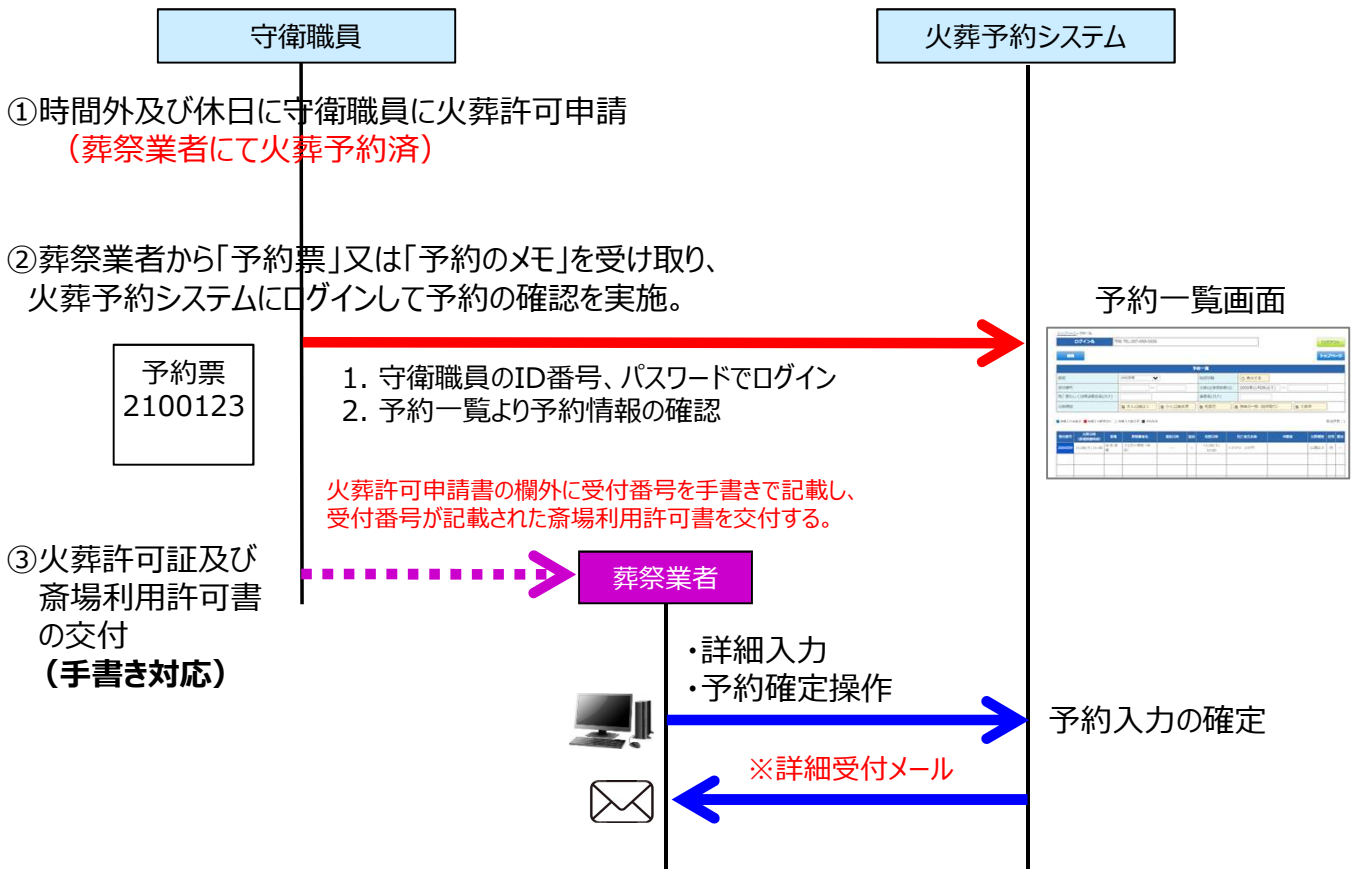 守衛職員
火葬予約システム
①時間外及び休日に守衛職員に火葬許可申請
（葬祭業者にて火葬予約済）
②葬祭業者から「予約票」又は「予約のメモ」を受け取り、
火葬予約システムにログインして予約の確認を実施。
予約一覧画面
予約票
2100123
1. 守衛職員のID番号、パスワードでログイン
2. 予約一覧より予約情報の確認
火葬許可申請書の欄外に受付番号を手書きで記載し、
受付番号が記載された斎場利用許可書を交付する。
③火葬許可証及び
斎場利用許可書
の交付
（手書き対応）
葬祭業者
・詳細入力
・予約確定操作
予約入力の確定
※詳細受付メール